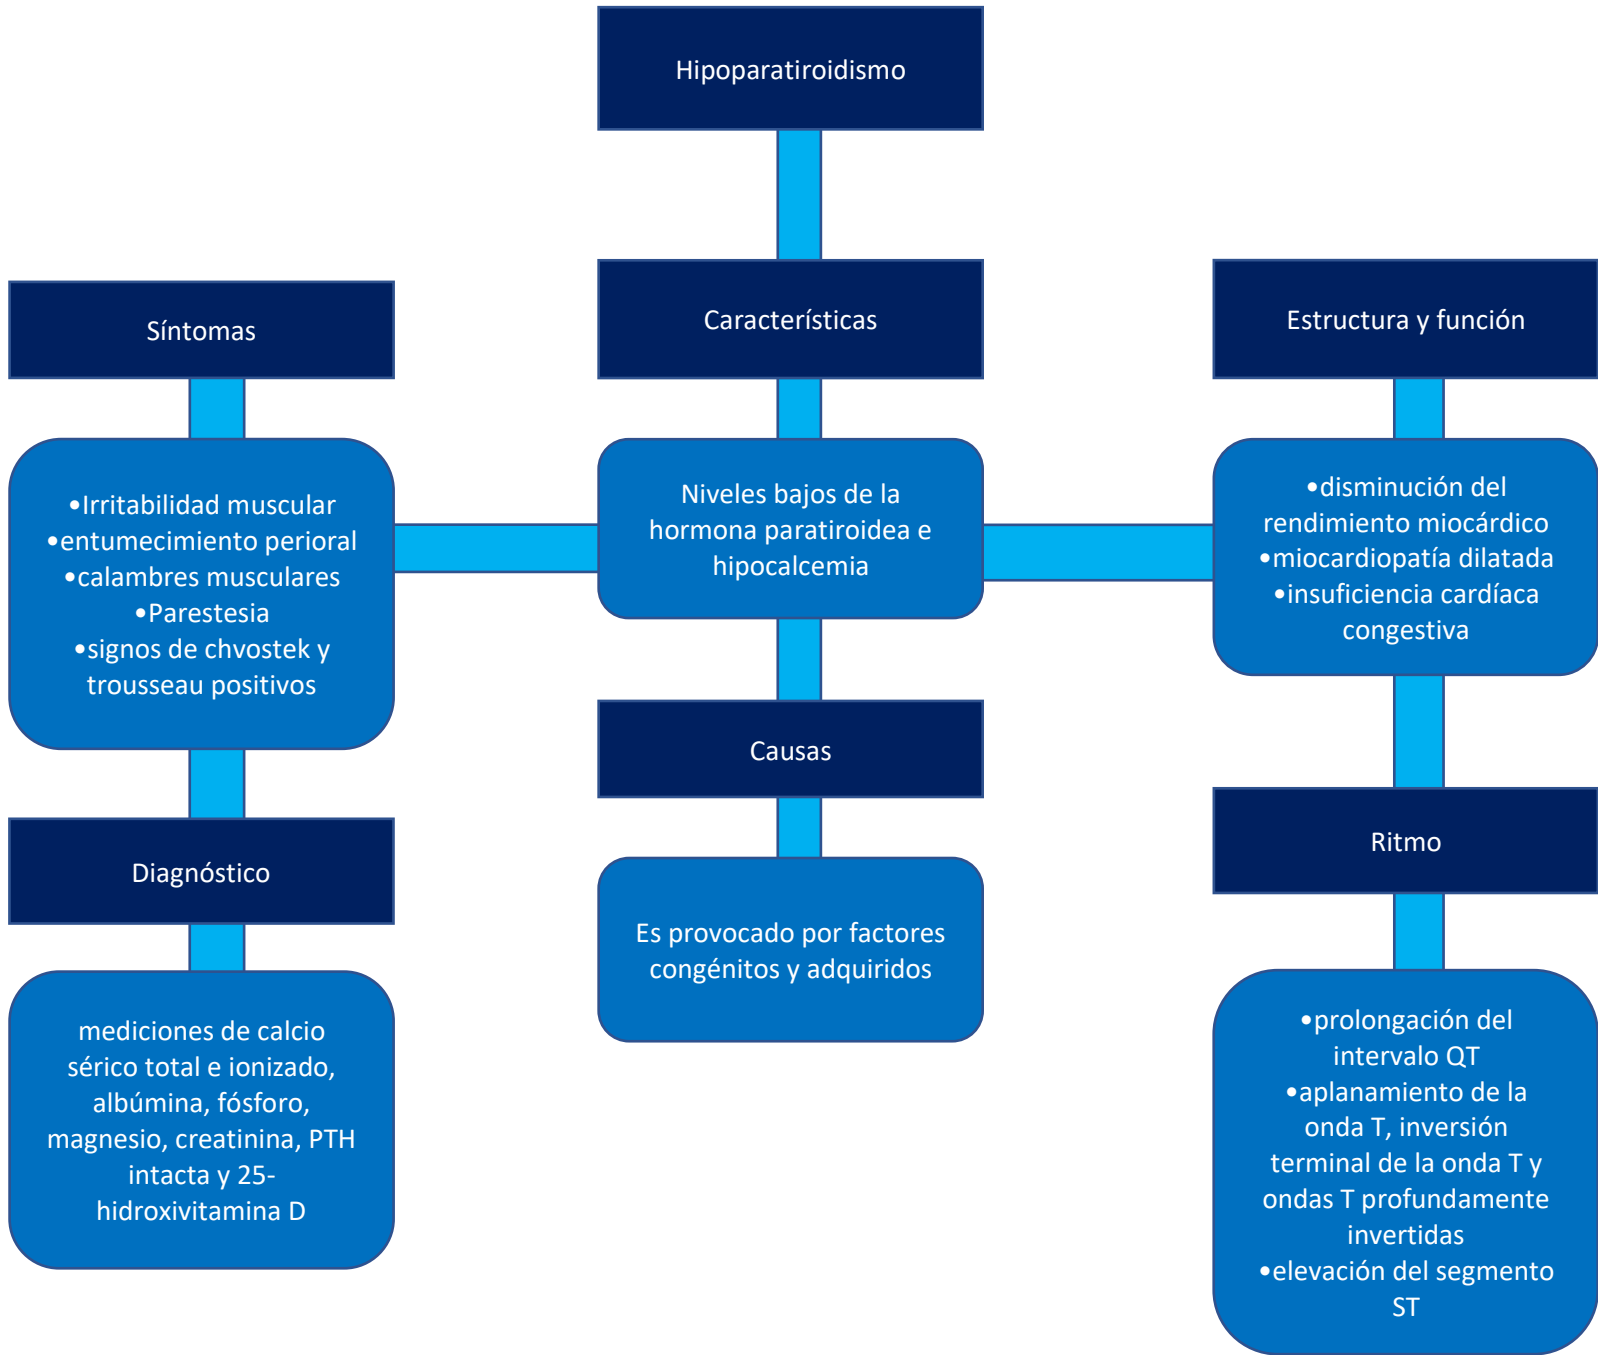 Hipoparatiroidismo
Síntomas
•Irritabilidad muscular
•entumecimiento perioral
•calambres musculares
•Parestesia
•signos de chvostek y
trousseau positivos
Diagnóstico
mediciones de calcio
sérico total e ionizado,
albúmina, fósforo,
magnesio, creatinina, PTH
intacta y 25-
hidroxivitamina D
Características
Niveles bajos de la
hormona paratiroidea e
hipocalcemia
Causas
Es provocado por factores
congénitos y adquiridos
Estructura y función
•disminución del
rendimiento miocárdico
•miocardiopatía dilatada
•insuficiencia cardíaca
congestiva
Ritmo
•prolongación del
intervalo QT
•aplanamiento de la
onda T, inversión
terminal de la onda T y
ondas T profundamente
invertidas
•elevación del segmento
ST